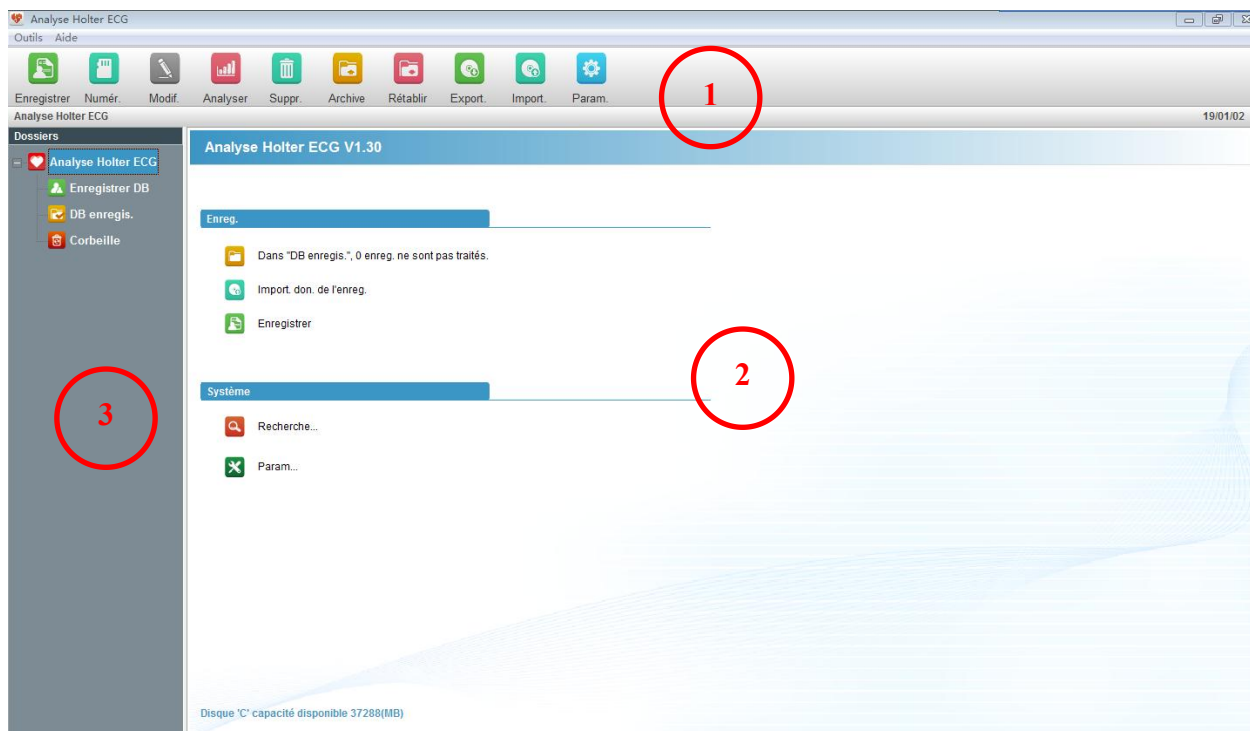 Analyse Holter ECG
Outils Aide
Enregistrer Numér. Modif. Analyser Suppr. Archive Rétablir Export. Import. Param.
1
Analyse Holter ECG 19/01/02
Dossiers
Analyse Holter ECG
Enregistrer DB
DB enregis.
Corbeille
3
Analyse Holter ECG V1.30
Enreg.
Dans "DB enregis.", 0 enreg. ne sont pas traités.
Import. don. de l'enreg.
Enregistrer
2
Système
Recherche...
Param...
Disque 'C' capacité disponible 37288(MB)